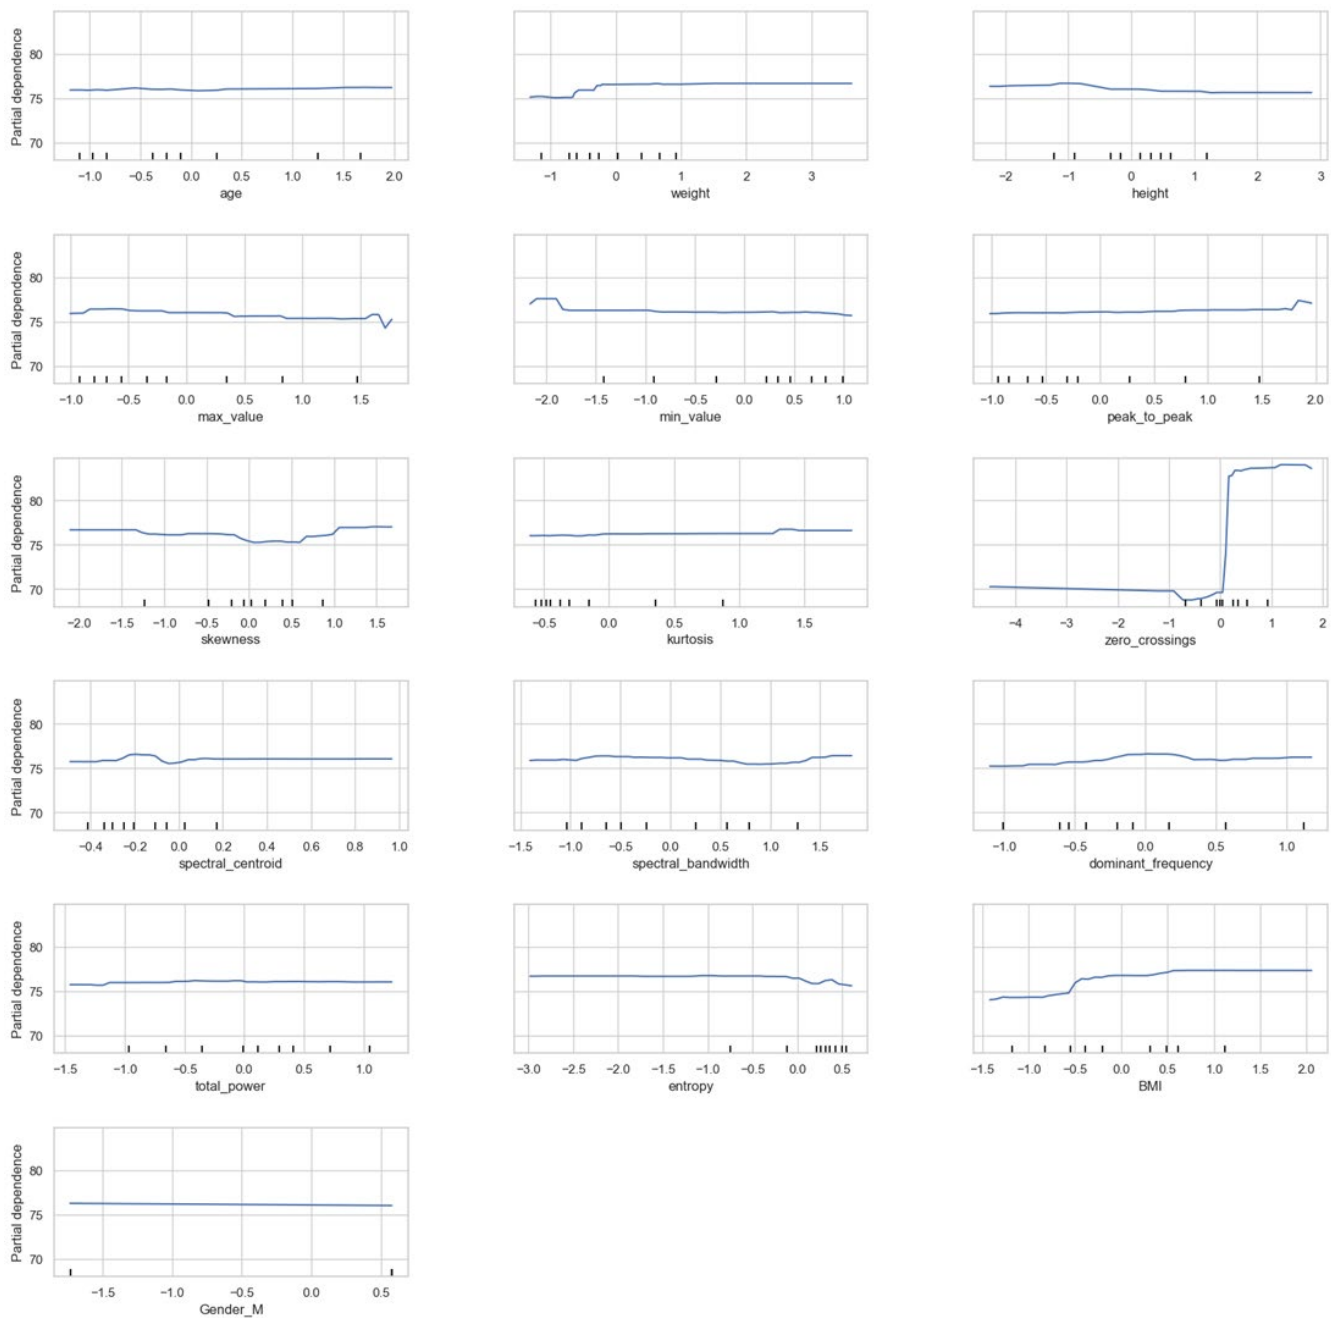 Partial dependence
80
75
70
−1.0 −0.5 0.0 0.5 1.0 1.5 2.0
age
−1 0 1 2 3
weight
−2 −1 0 1 2 3
height
Partial dependence
80
75
70
−1.0 −0.5 0.0 0.5 1.0 1.5
max_value
−2.0 −1.5 −1.0 −0.5 0.0 0.5 1.0
min_value
−1.0 −0.5 0.0 0.5 1.0 1.5 2.0
peak_to_peak
Partial dependence
80
75
70
−2.0 −1.5 −1.0 −0.5 0.0 0.5 1.0 1.5
skewness
−0.5 0.0 0.5 1.0 1.5
kurtosis
−4 −3 −2 −1 0 1 2
zero_crossings
Partial dependence
80
75
70
−0.4 −0.2 0.0 0.2 0.4 0.6 0.8 1.0
spectral_centroid
−1.5 −1.0 −0.5 0.0 0.5 1.0 1.5
spectral_bandwidth
−1.0 −0.5 0.0 0.5 1.0
dominant_frequency
Partial dependence
80
75
70
−1.5 −1.0 −0.5 0.0 0.5 1.0
total_power
−3.0 −2.5 −2.0 −1.5 −1.0 −0.5 0.0 0.5
entropy
−1.5 −1.0 −0.5 0.0 0.5 1.0 1.5 2.0
BMI
Partial dependence
80
75
70
−1.5 −1.0 −0.5 0.0 0.5
Gender_M